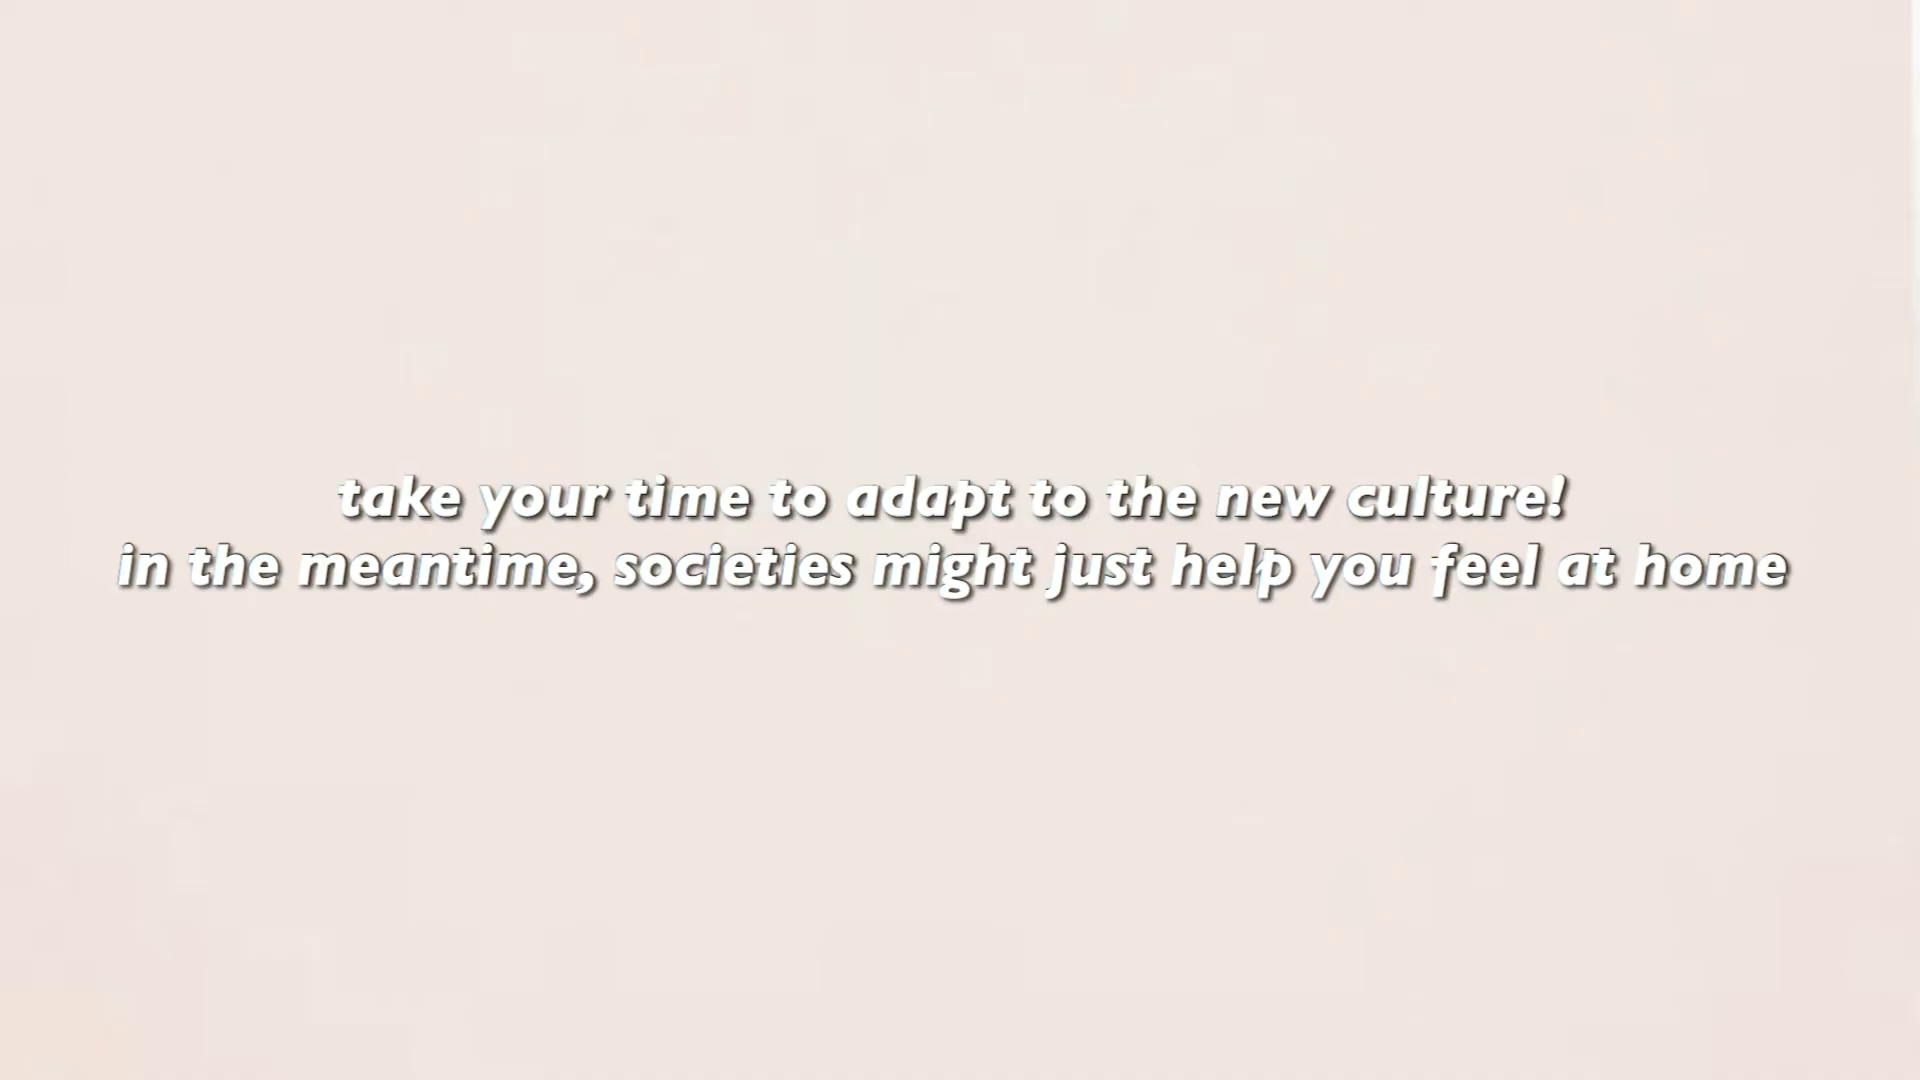 take your time to adapt to the new culture!
in the meantime, societies might just help you feel at home